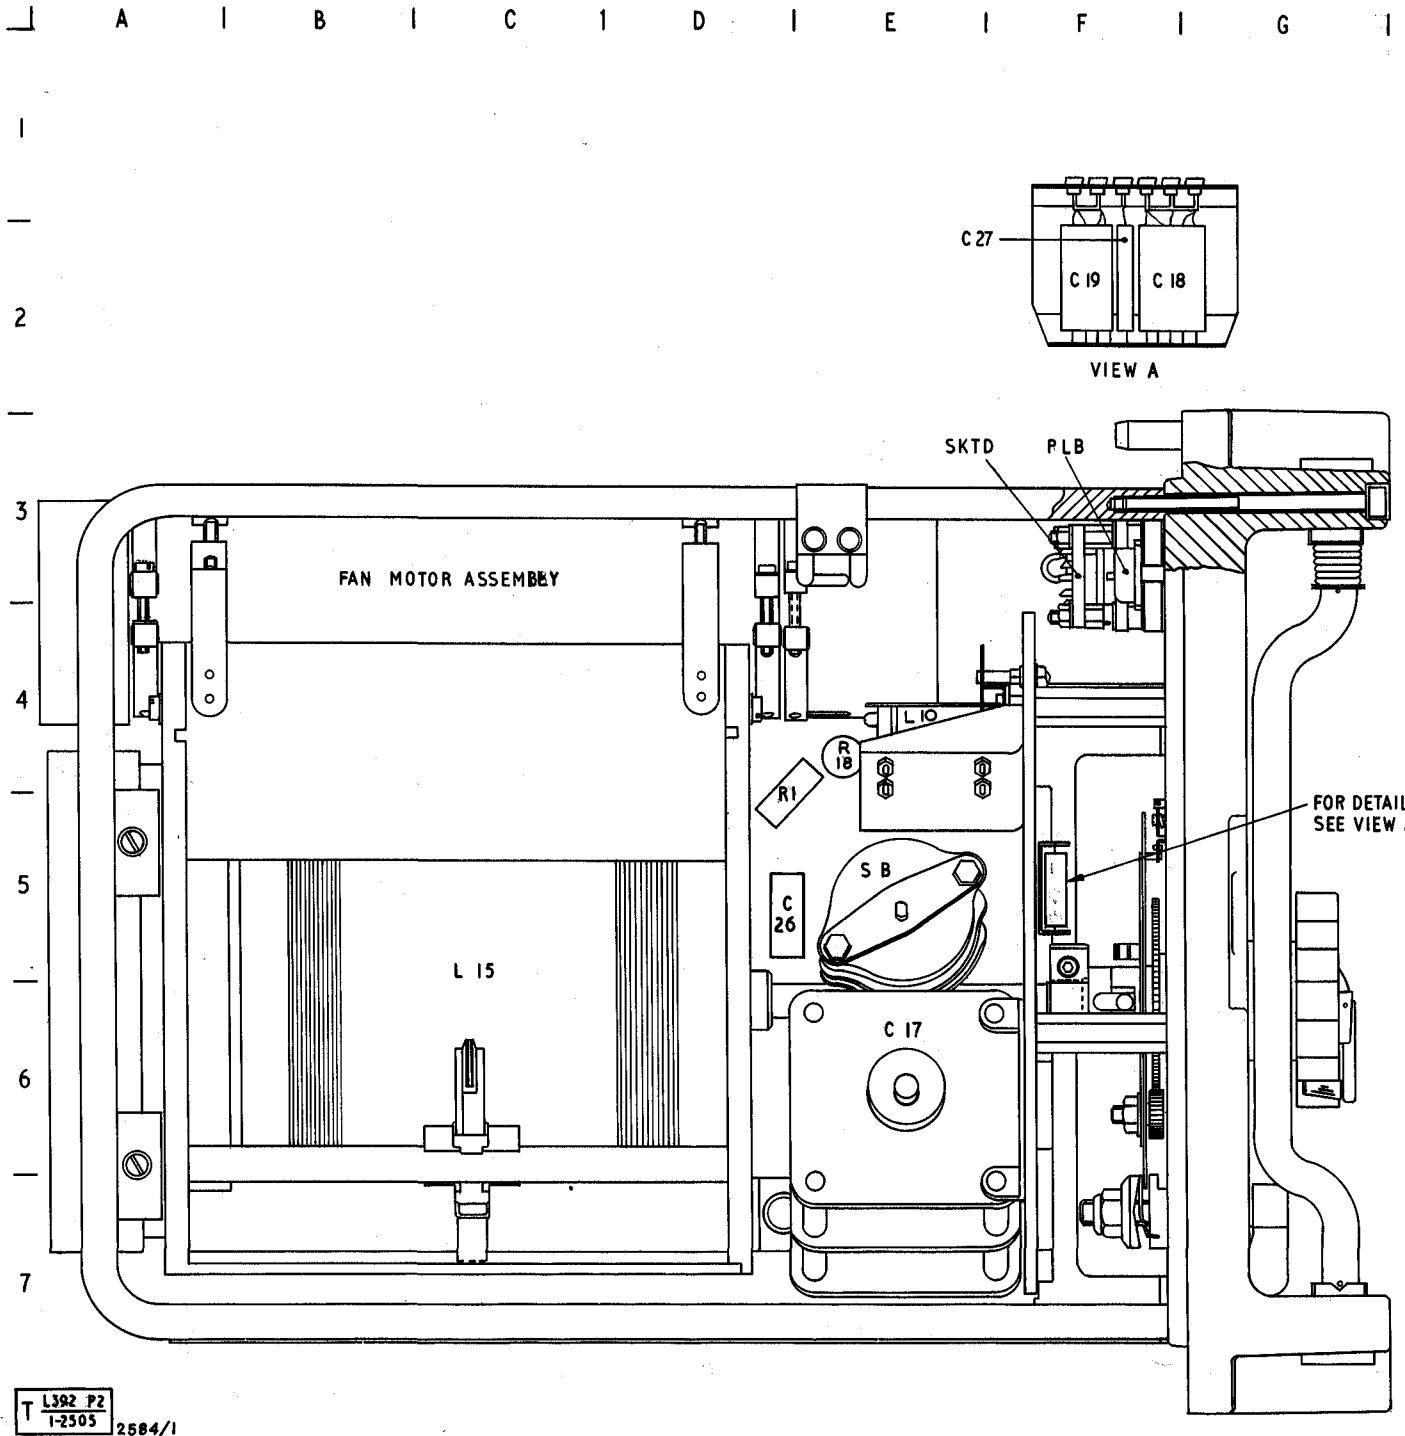 A B C D E F G
1
2
3
4
5
6
7
C 27
C 19
C 18
VIEW A
SKTD
PLB
FAN MOTOR ASSEMBLY
L 10
R
18
R1
FOR DETAIL
SEE VIEW
S B
C
26
L 15
C 17
T L392 P2
1-2505
2584/1